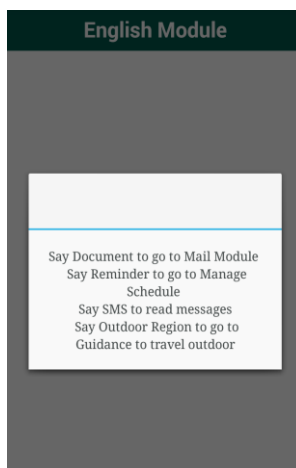 English Module
Say Document to go to Mail Module
Say Reminder to go to Manage
Schedule
Say SMS to read messages
Say Outdoor Region to go to
Guidance to travel outdoor